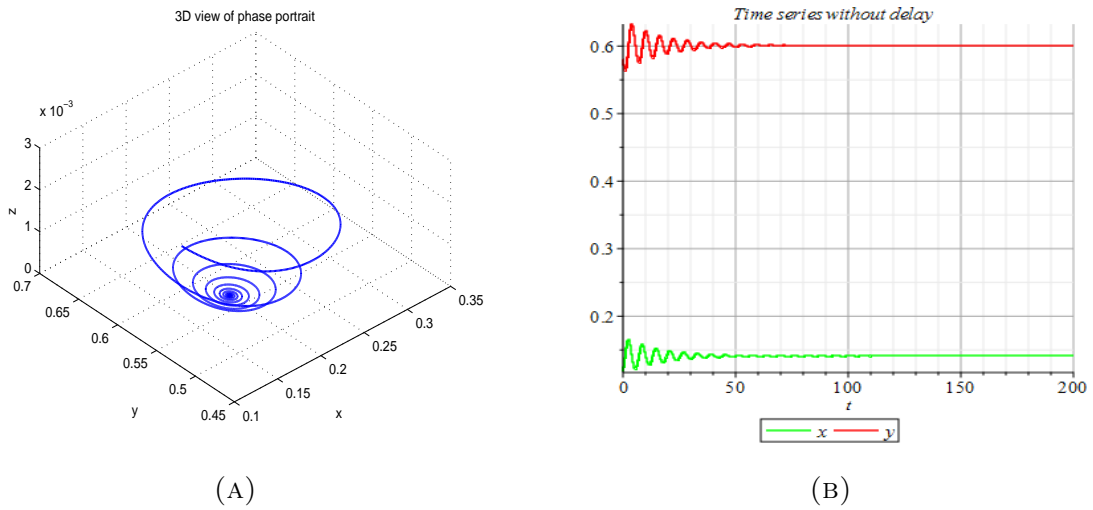 3D view of phase portrait
x 10⁻³
3
2
1
0
z
0.7
0.65
0.6
0.55
0.5
0.45
y
0.1
0.15
0.2
0.25
0.3
0.35
x
(A)
Time series without delay
0.6
0.5
0.4
0.3
0.2
0 50 100 150 200
t
x y
(B)